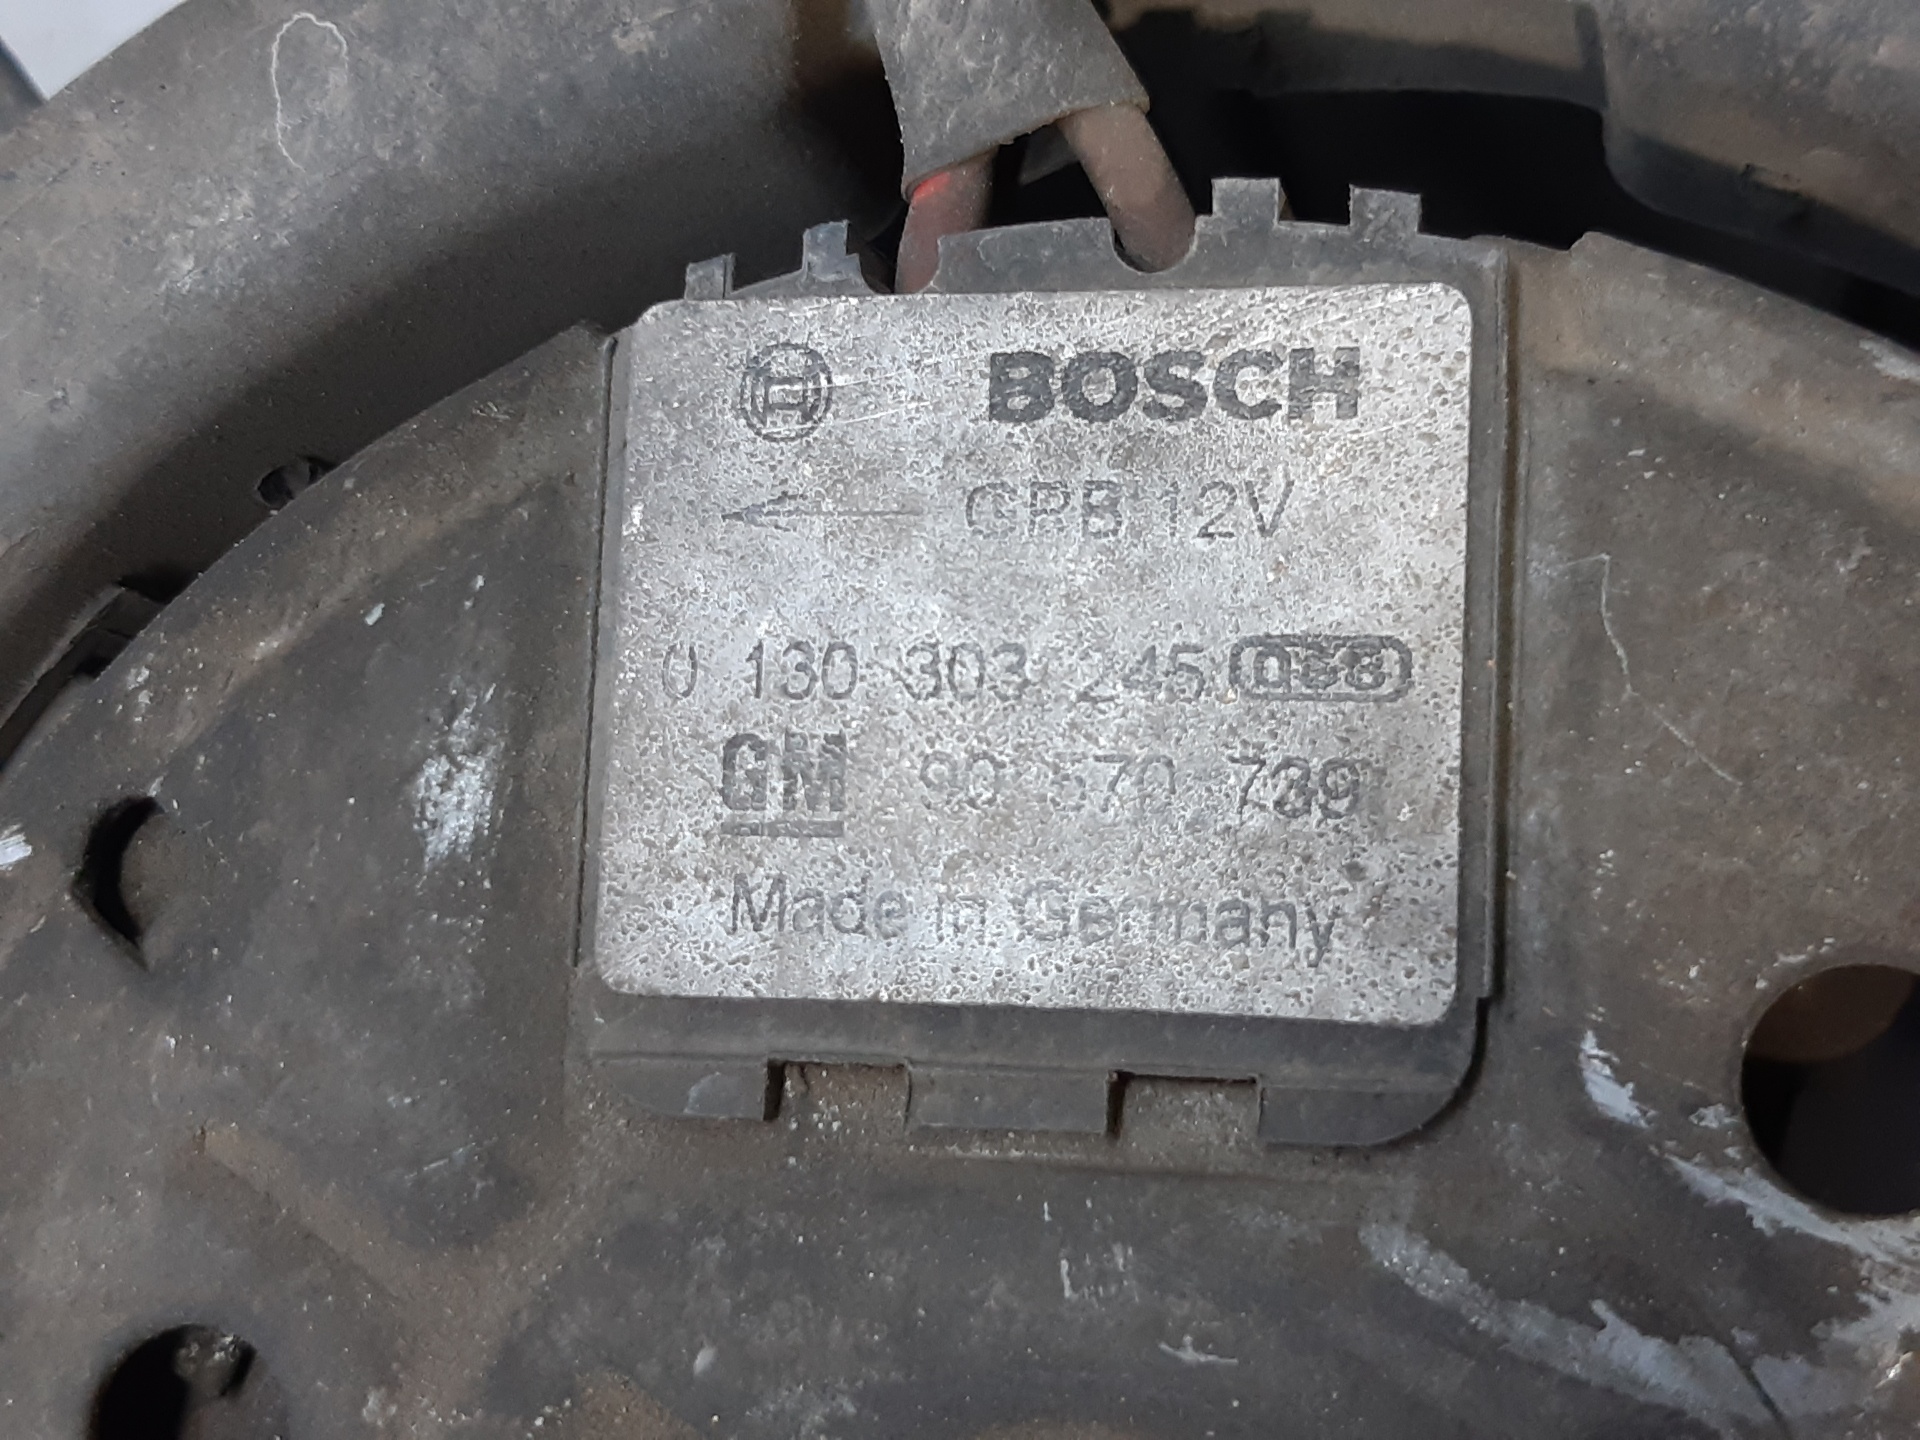 BOSCH
GPB 12V
0 130 303 245
GM 90 570 739
Made in Germany